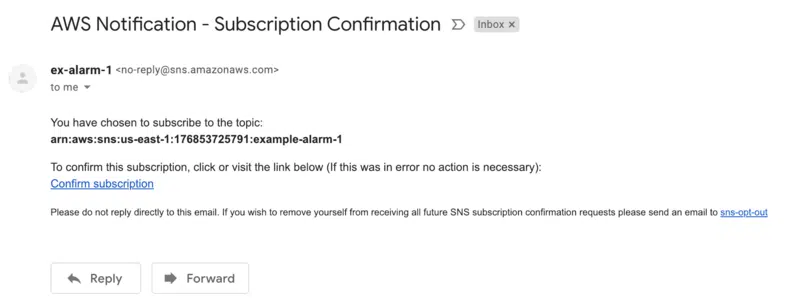 AWS Notification - Subscription Confirmation Inbox ×
ex-alarm-1 <no-reply@sns.amazonaws.com>
to me
You have chosen to subscribe to the topic:
arn:aws:sns:us-east-1:176853725791:example-alarm-1
To confirm this subscription, click or visit the link below (If this was in error no action is necessary):
Confirm subscription
Please do not reply directly to this email. If you wish to remove yourself from receiving all future SNS subscription confirmation requests please send an email to sns-opt-out
Reply Forward